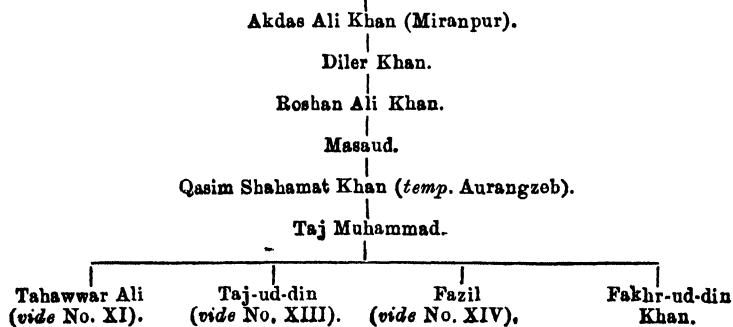 Akdas Ali Khan (Miranpur).
Diler Khan.
Roshan Ali Khan.
Masaud.
Qasim Shahamat Khan (temp. Aurangzeb).
Taj Muhammad.
Tahawwar Ali Taj-ud-din Fazil Fakhr-ud-din
(vide No. XI). (vide No. XIII). (vide No. XIV). Khan.